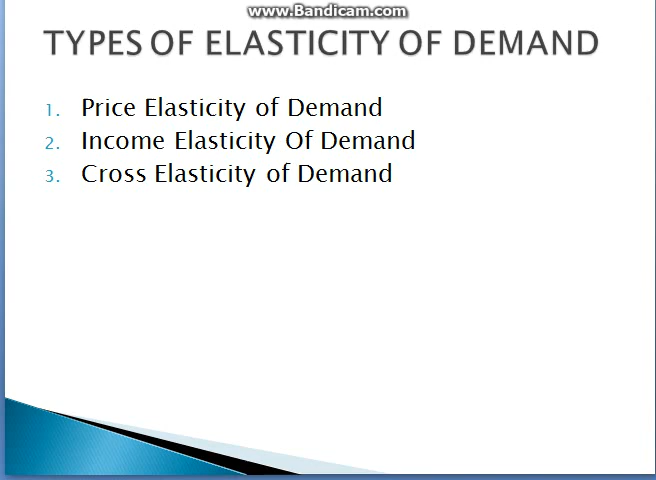 www.Bandicam.com
TYPES OF ELASTICITY OF DEMAND
1. Price Elasticity of Demand
2. Income Elasticity Of Demand
3. Cross Elasticity of Demand